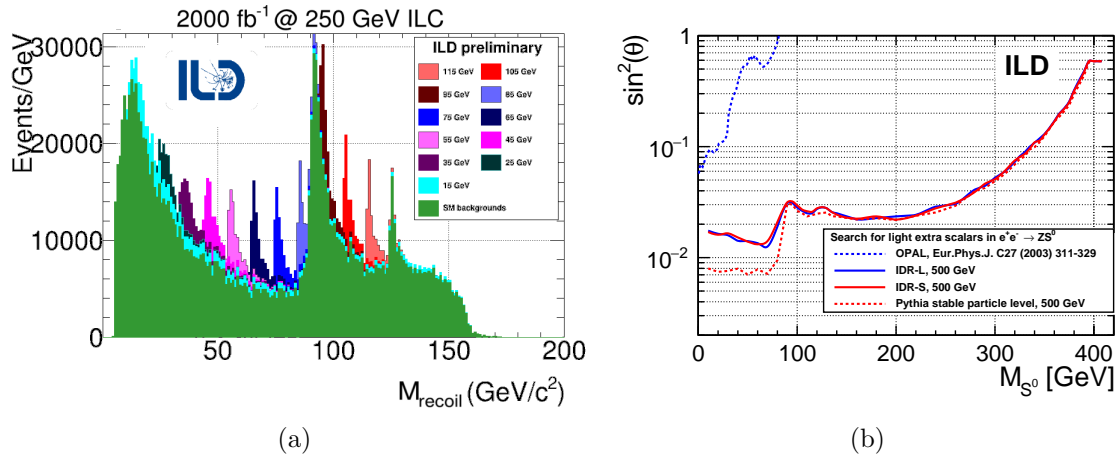 2000 fb⁻¹ @ 250 GeV ILC
Events/GeV
30000
20000
10000
0
ILD
ILD preliminary
115 GeV 105 GeV
95 GeV 85 GeV
75 GeV 65 GeV
55 GeV 45 GeV
35 GeV 25 GeV
15 GeV
SM backgrounds
50 100 150 200
M_recoil (GeV/c²)
(a)
sin²(θ)
1
10⁻¹
10⁻²
ILD
Search for light extra scalars in e⁺e⁻ → ZS⁰
OPAL, Eur.Phys.J. C27 (2003) 311-329
IDR-L, 500 GeV
IDR-S, 500 GeV
Pythia stable particle level, 500 GeV
0 100 200 300 400
M_S⁰ [GeV]
(b)